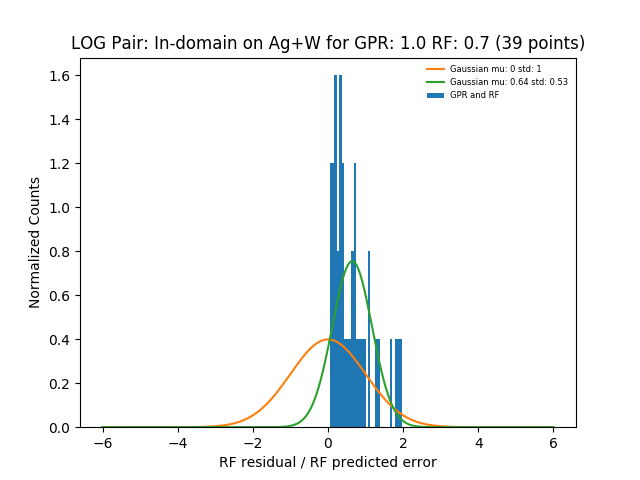 LOG Pair: In-domain on Ag+W for GPR: 1.0 RF: 0.7 (39 points)
Gaussian mu: 0 std: 1
Gaussian mu: 0.64 std: 0.53
GPR and RF
Normalized Counts
1.6
1.4
1.2
1.0
0.8
0.6
0.4
0.2
0.0
−6 −4 −2 0 2 4 6
RF residual / RF predicted error